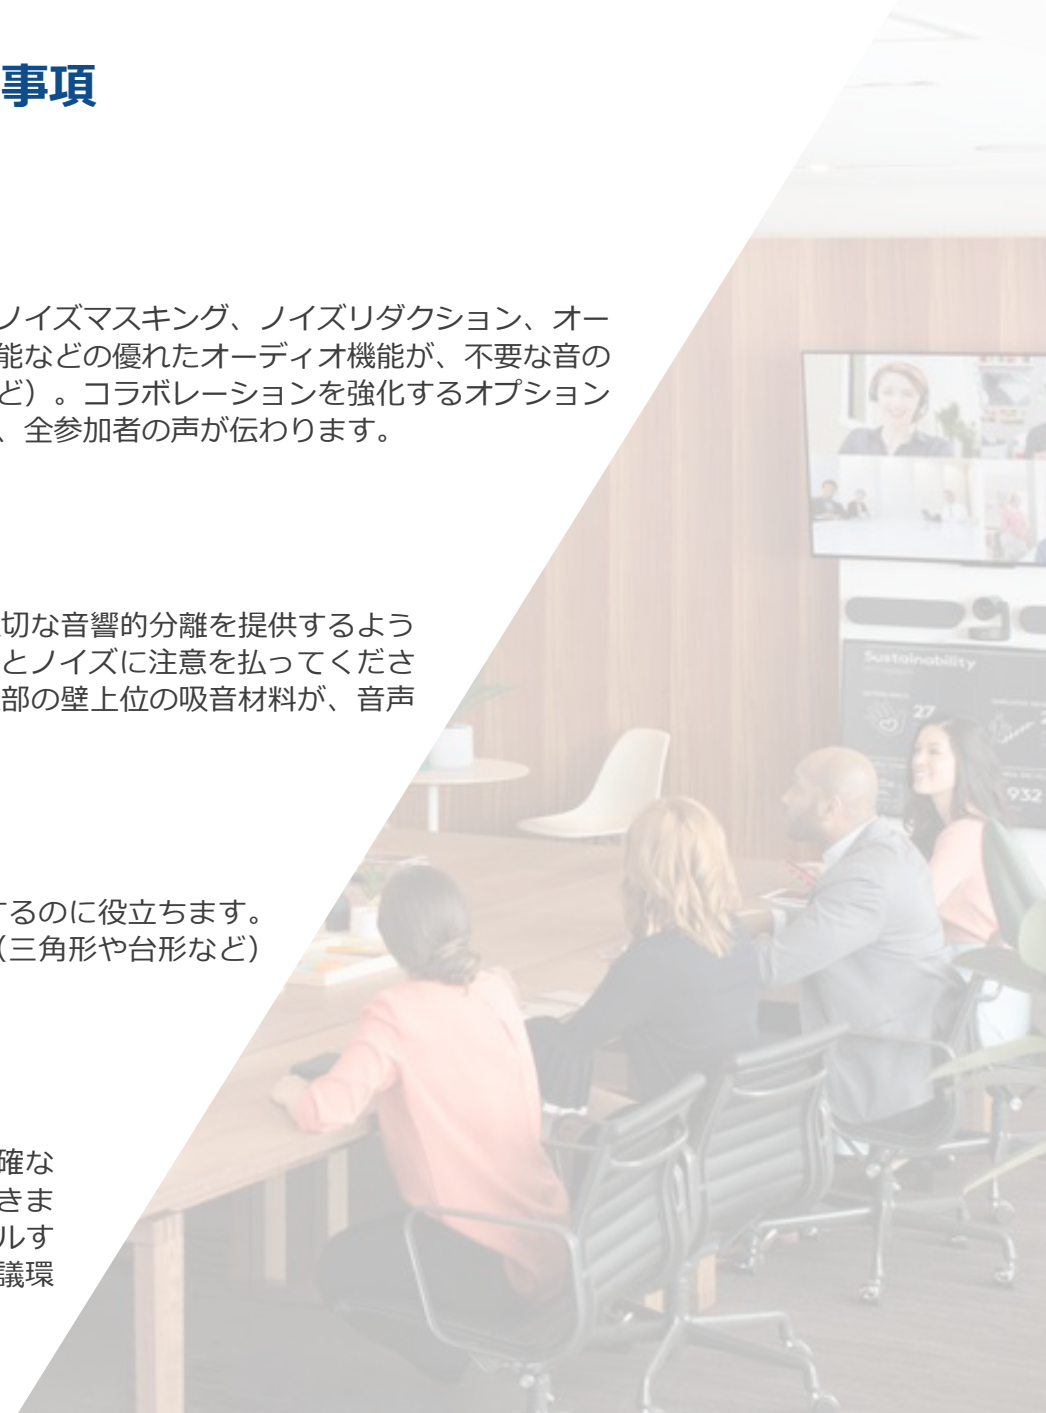 事項
ノイズマスキング、ノイズリダクション、オー
能などの優れたオーディオ機能が、不要な音の
ど）。コラボレーションを強化するオプション
、全参加者の声が伝わります。
切な音響的分離を提供するよう
とノイズに注意を払ってくださ
部の壁上位の吸音材料が、音声
するのに役立ちます。
（三角形や台形など）
確な
きま
ルす
議環
Sustainability
27
932